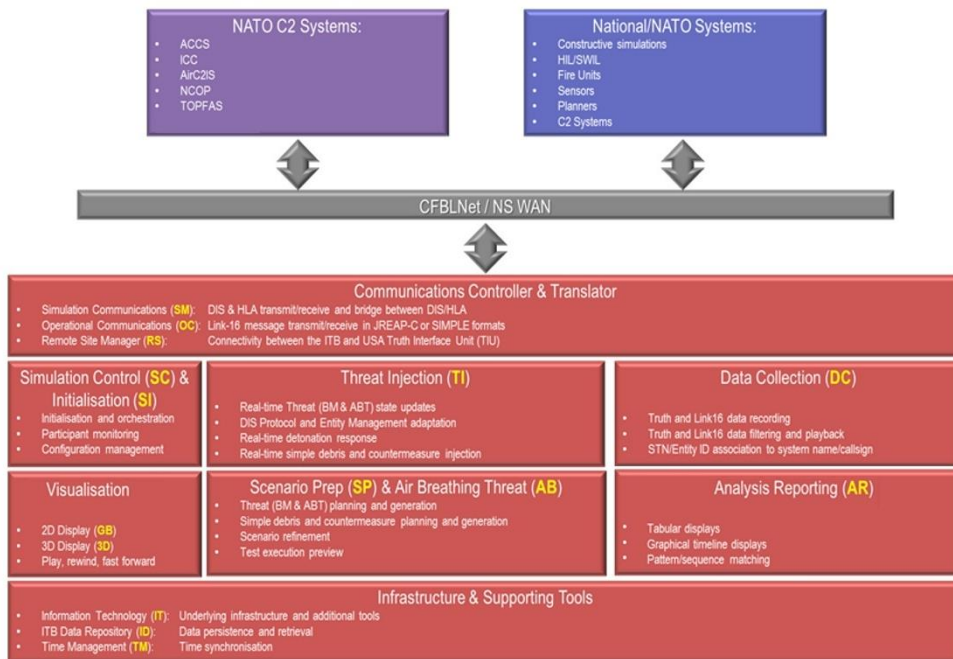 NATO C2 Systems:
• ACCS
• ICC
• AirC2IS
• NCOP
• TOPFAS
National/NATO Systems:
• Constructive simulations
• HIL/SWIL
• Fire Units
• Sensors
• Planners
• C2 Systems
CFBLNet / NS WAN
Communications Controller & Translator
• Simulation Communications (SM): DIS & HLA transmit/receive and bridge between DIS/HLA
• Operational Communications (OC): Link-16 message transmit/receive in JREAP-C or SIMPLE formats
• Remote Site Manager (RS): Connectivity between the ITB and USA Truth Interface Unit (TIU)
Simulation Control (SC) &
Initialisation (SI)
• Initialisation and orchestration
• Participant monitoring
• Configuration management
Threat Injection (TI)
• Real-time Threat (BM & ABT) state updates
• DIS Protocol and Entity Management adaptation
• Real-time detonation response
• Real-time simple debris and countermeasure injection
Data Collection (DC)
• Truth and Link16 data recording
• Truth and Link16 data filtering and playback
• STN/Entity ID association to system name/callsign
Visualisation
• 2D Display (GB)
• 3D Display (3D)
• Play, rewind, fast forward
Scenario Prep (SP) & Air Breathing Threat (AB)
• Threat (BM & ABT) planning and generation
• Simple debris and countermeasure planning and generation
• Scenario refinement
• Test execution preview
Analysis Reporting (AR)
• Tabular displays
• Graphical timeline displays
• Pattern/sequence matching
Infrastructure & Supporting Tools
• Information Technology (IT): Underlying infrastructure and additional tools
• ITB Data Repository (ID): Data persistence and retrieval
• Time Management (TM): Time synchronisation